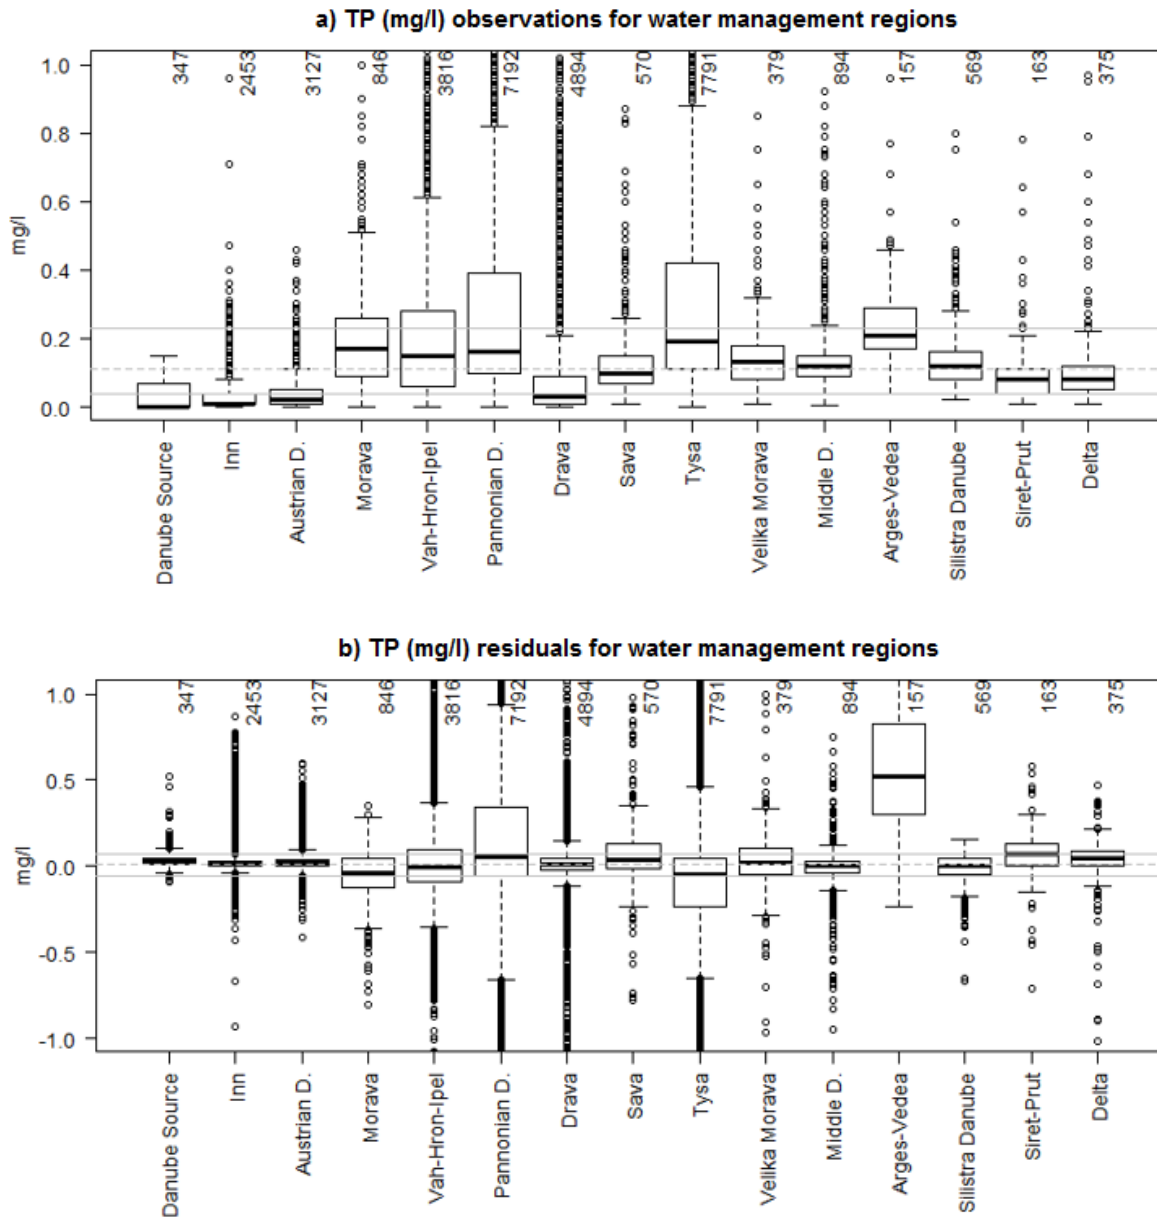 a) TP (mg/l) observations for water management regions
347 2453 3127 846 3816 7192 4894 570 7791 379 894 157 569 163 375
1.0
0.8
0.6
0.4
0.2
0.0
mg/l
Danube Source
Inn
Austrian D.
Morava
Vah-Hron-Ipel
Pannonian D.
Drava
Sava
Tysa
Velika Morava
Middle D.
Arges-Vedea
Silistra Danube
Siret-Prut
Delta
b) TP (mg/l) residuals for water management regions
347 2453 3127 846 3816 7192 4894 570 7791 379 894 157 569 163 375
1.0
0.5
0.0
-0.5
-1.0
mg/l
Danube Source
Inn
Austrian D.
Morava
Vah-Hron-Ipel
Pannonian D.
Drava
Sava
Tysa
Velika Morava
Middle D.
Arges-Vedea
Silistra Danube
Siret-Prut
Delta